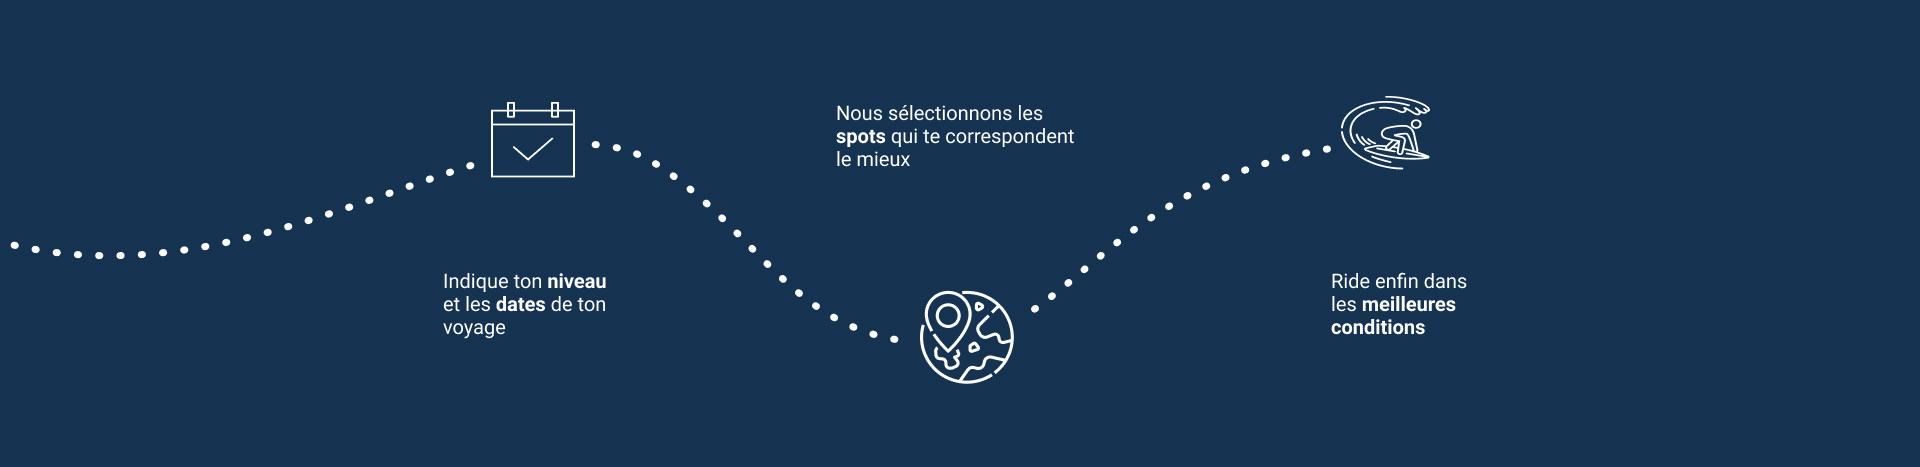 Indique ton niveau
et les dates de ton
voyage
Nous sélectionnons les
spots qui te correspondent
le mieux
Ride enfin dans
les meilleures
conditions